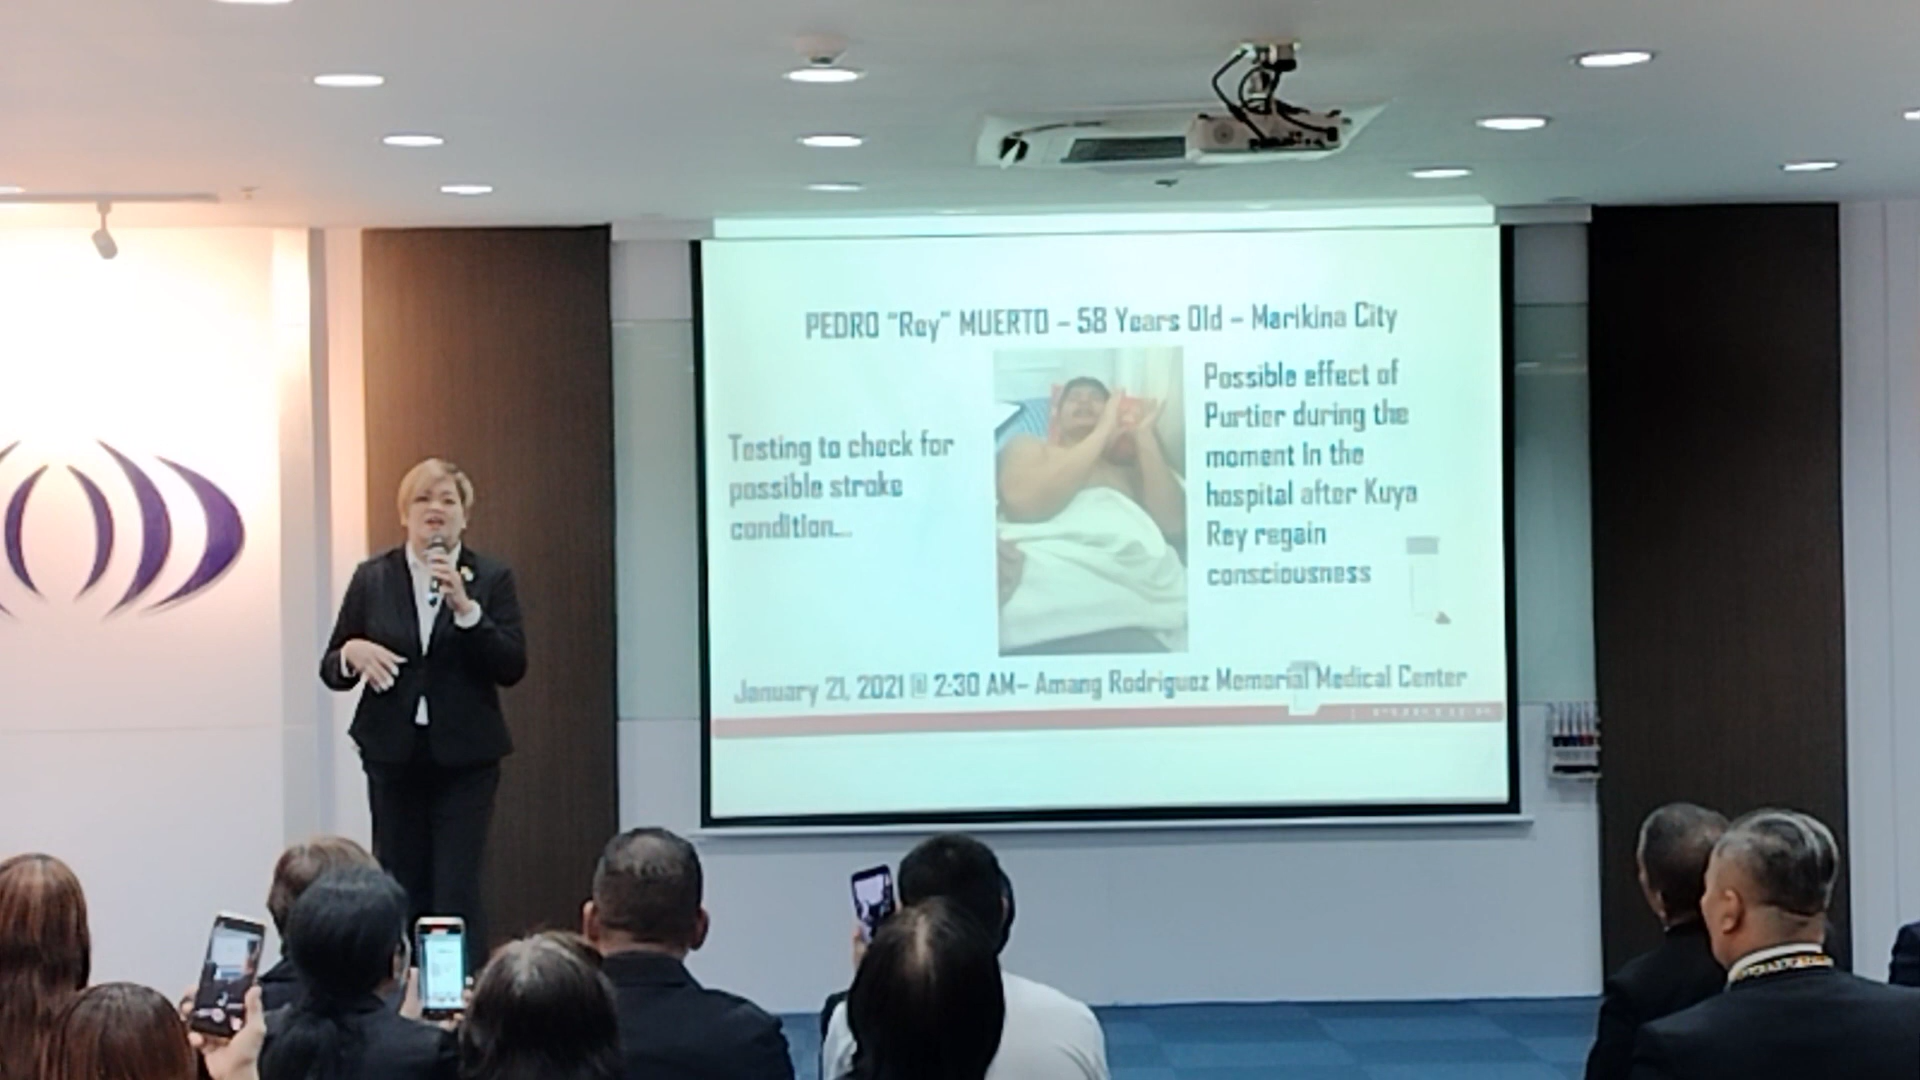 PEDRO "Rey" MUERTO – 58 Years Old – Marikina City
Testing to check for
possible stroke
condition...
Possible effect of
Purtier during the
moment in the
hospital after Kuya
Rey regain
consciousness
January 21, 2021 @ 2:30 AM– Amang Rodriguez Memorial Medical Center